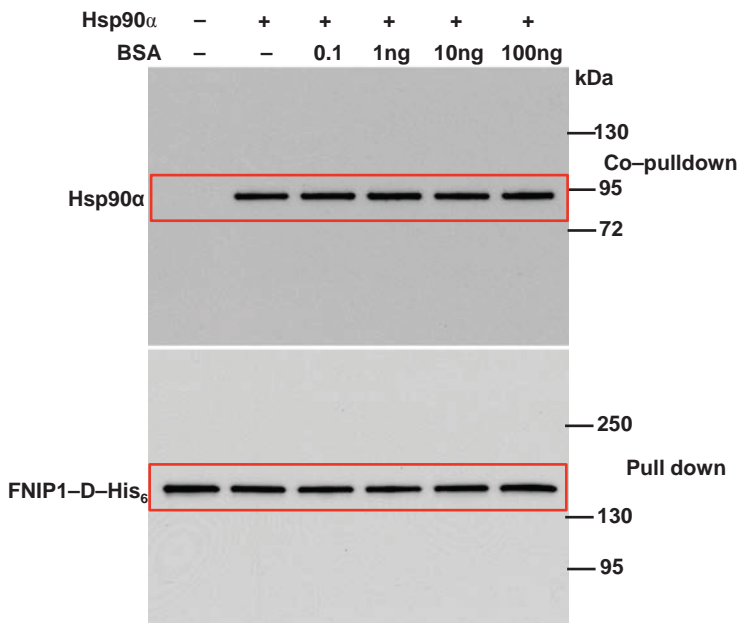 Hsp90α – + + + + +
BSA – – 0.1 1ng 10ng 100ng
kDa
130
Co–pulldown
95
Hsp90α
72
250
Pull down
FNIP1–D–His₆
130
95